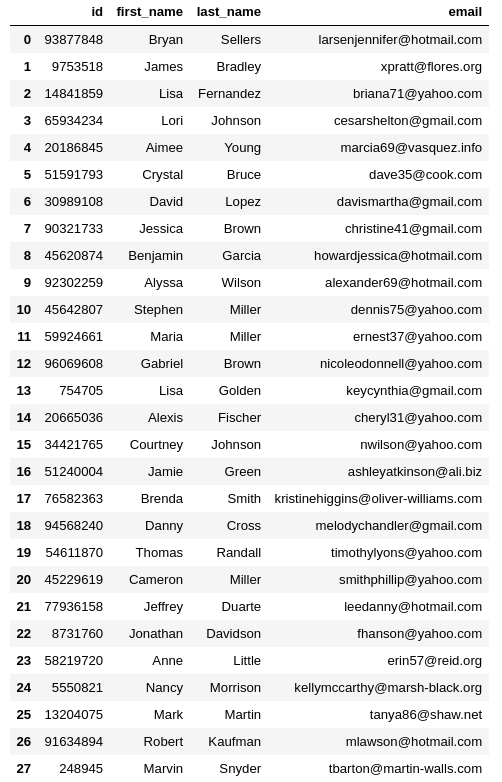 id first_name last_name email
0 93877848 Bryan Sellers larsenjennifer@hotmail.com
1 9753518 James Bradley xpratt@flores.org
2 14841859 Lisa Fernandez briana71@yahoo.com
3 65934234 Lori Johnson cesarshelton@gmail.com
4 20186845 Aimee Young marcia69@vasquez.info
5 51591793 Crystal Bruce dave35@cook.com
6 30989108 David Lopez davismartha@gmail.com
7 90321733 Jessica Brown christine41@gmail.com
8 45620874 Benjamin Garcia howardjessica@hotmail.com
9 92302259 Alyssa Wilson alexander69@hotmail.com
10 45642807 Stephen Miller dennis75@yahoo.com
11 59924661 Maria Miller ernest37@yahoo.com
12 96069608 Gabriel Brown nicoleodonnell@yahoo.com
13 754705 Lisa Golden keycynthia@gmail.com
14 20665036 Alexis Fischer cheryl31@yahoo.com
15 34421765 Courtney Johnson nwilson@yahoo.com
16 51240004 Jamie Green ashleyatkinson@ali.biz
17 76582363 Brenda Smith kristinehiggins@oliver-williams.com
18 94568240 Danny Cross melodychandler@gmail.com
19 54611870 Thomas Randall timothylyons@yahoo.com
20 45229619 Cameron Miller smithphillip@yahoo.com
21 77936158 Jeffrey Duarte leedanny@hotmail.com
22 8731760 Jonathan Davidson fhanson@yahoo.com
23 58219720 Anne Little erin57@reid.org
24 5550821 Nancy Morrison kellymccarthy@marsh-black.org
25 13204075 Mark Martin tanya86@shaw.net
26 91634894 Robert Kaufman mlawson@hotmail.com
27 248945 Marvin Snyder tbarton@martin-walls.com